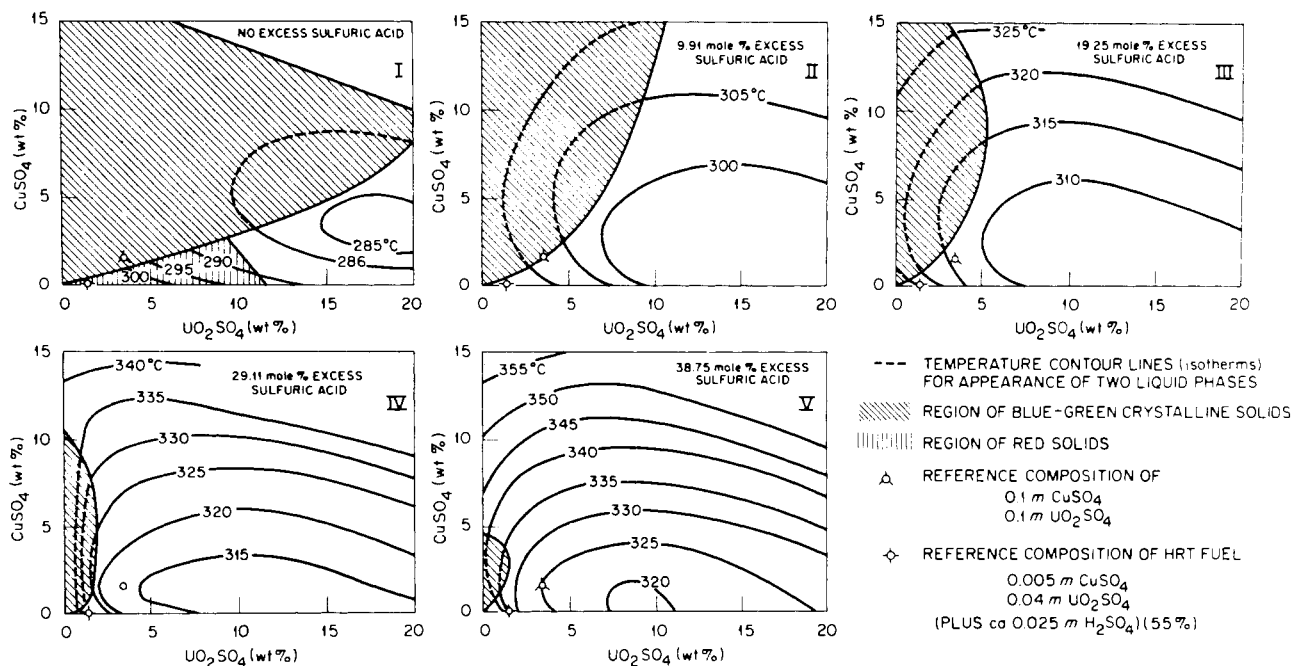 NO EXCESS SULFURIC ACID
I
15
10
5
0
CuSO4 (wt %)
285°C
286
290
295
300
0 5 10 15 20
UO2SO4 (wt %)
9.91 mole % EXCESS
SULFURIC ACID
II
15
10
5
0
CuSO4 (wt %)
305°C
300
0 5 10 15 20
UO2SO4 (wt %)
19.25 mole % EXCESS
SULFURIC ACID
III
15
10
5
0
CuSO4 (wt %)
325°C
320
315
310
0 5 10 15 20
UO2SO4 (wt %)
29.11 mole % EXCESS
SULFURIC ACID
IV
15
10
5
0
CuSO4 (wt %)
340°C
335
330
325
320
315
0 5 10 15 20
UO2SO4 (wt %)
38.75 mole % EXCESS
SULFURIC ACID
V
15
10
5
0
CuSO4 (wt %)
355°C
350
345
340
335
330
325
320
0 5 10 15 20
UO2SO4 (wt %)
TEMPERATURE CONTOUR LINES (isotherms)
FOR APPEARANCE OF TWO LIQUID PHASES
REGION OF BLUE-GREEN CRYSTALLINE SOLIDS
REGION OF RED SOLIDS
REFERENCE COMPOSITION OF
0.1 m CuSO4
0.1 m UO2SO4
REFERENCE COMPOSITION OF HRT FUEL
0.005 m CuSO4
0.04 m UO2SO4
(PLUS ca 0.025 m H2SO4) (55%)